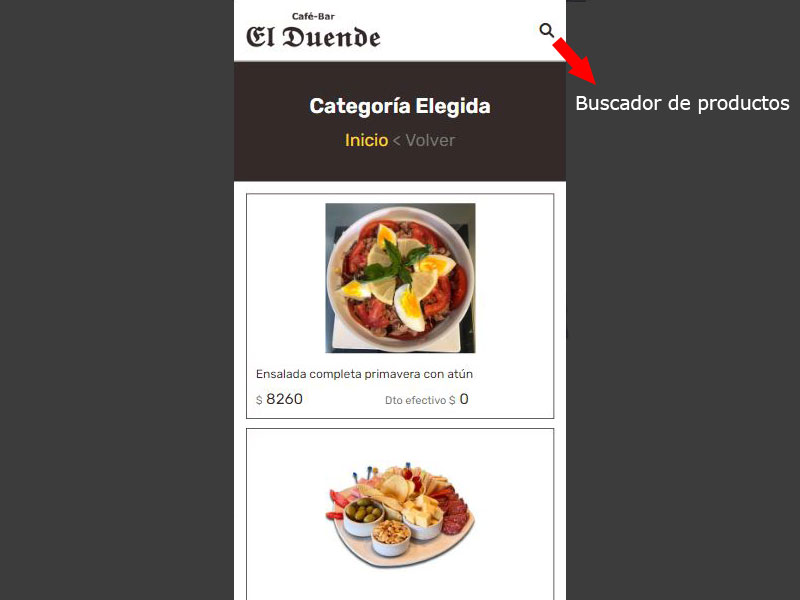 Café-Bar
El Duende
Buscador de productos
Categoría Elegida
Inicio < Volver
Ensalada completa primavera con atún
$ 8260 Dto efectivo $ 0